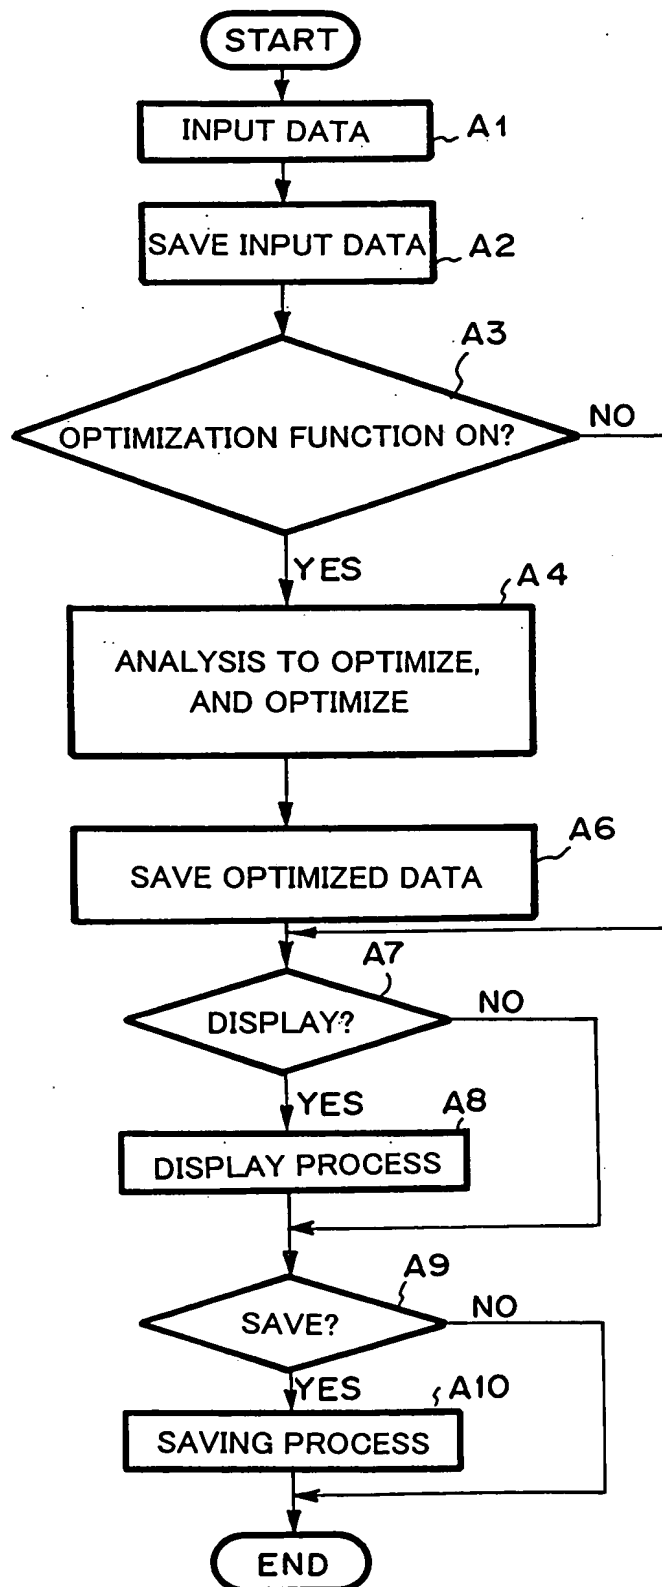 START
INPUT DATA
A1
SAVE INPUT DATA
A2
A3
OPTIMIZATION FUNCTION ON?
NO
YES
A4
ANALYSIS TO OPTIMIZE,
AND OPTIMIZE
A6
SAVE OPTIMIZED DATA
A7
DISPLAY?
NO
YES
A8
DISPLAY PROCESS
A9
SAVE?
NO
YES
A10
SAVING PROCESS
END